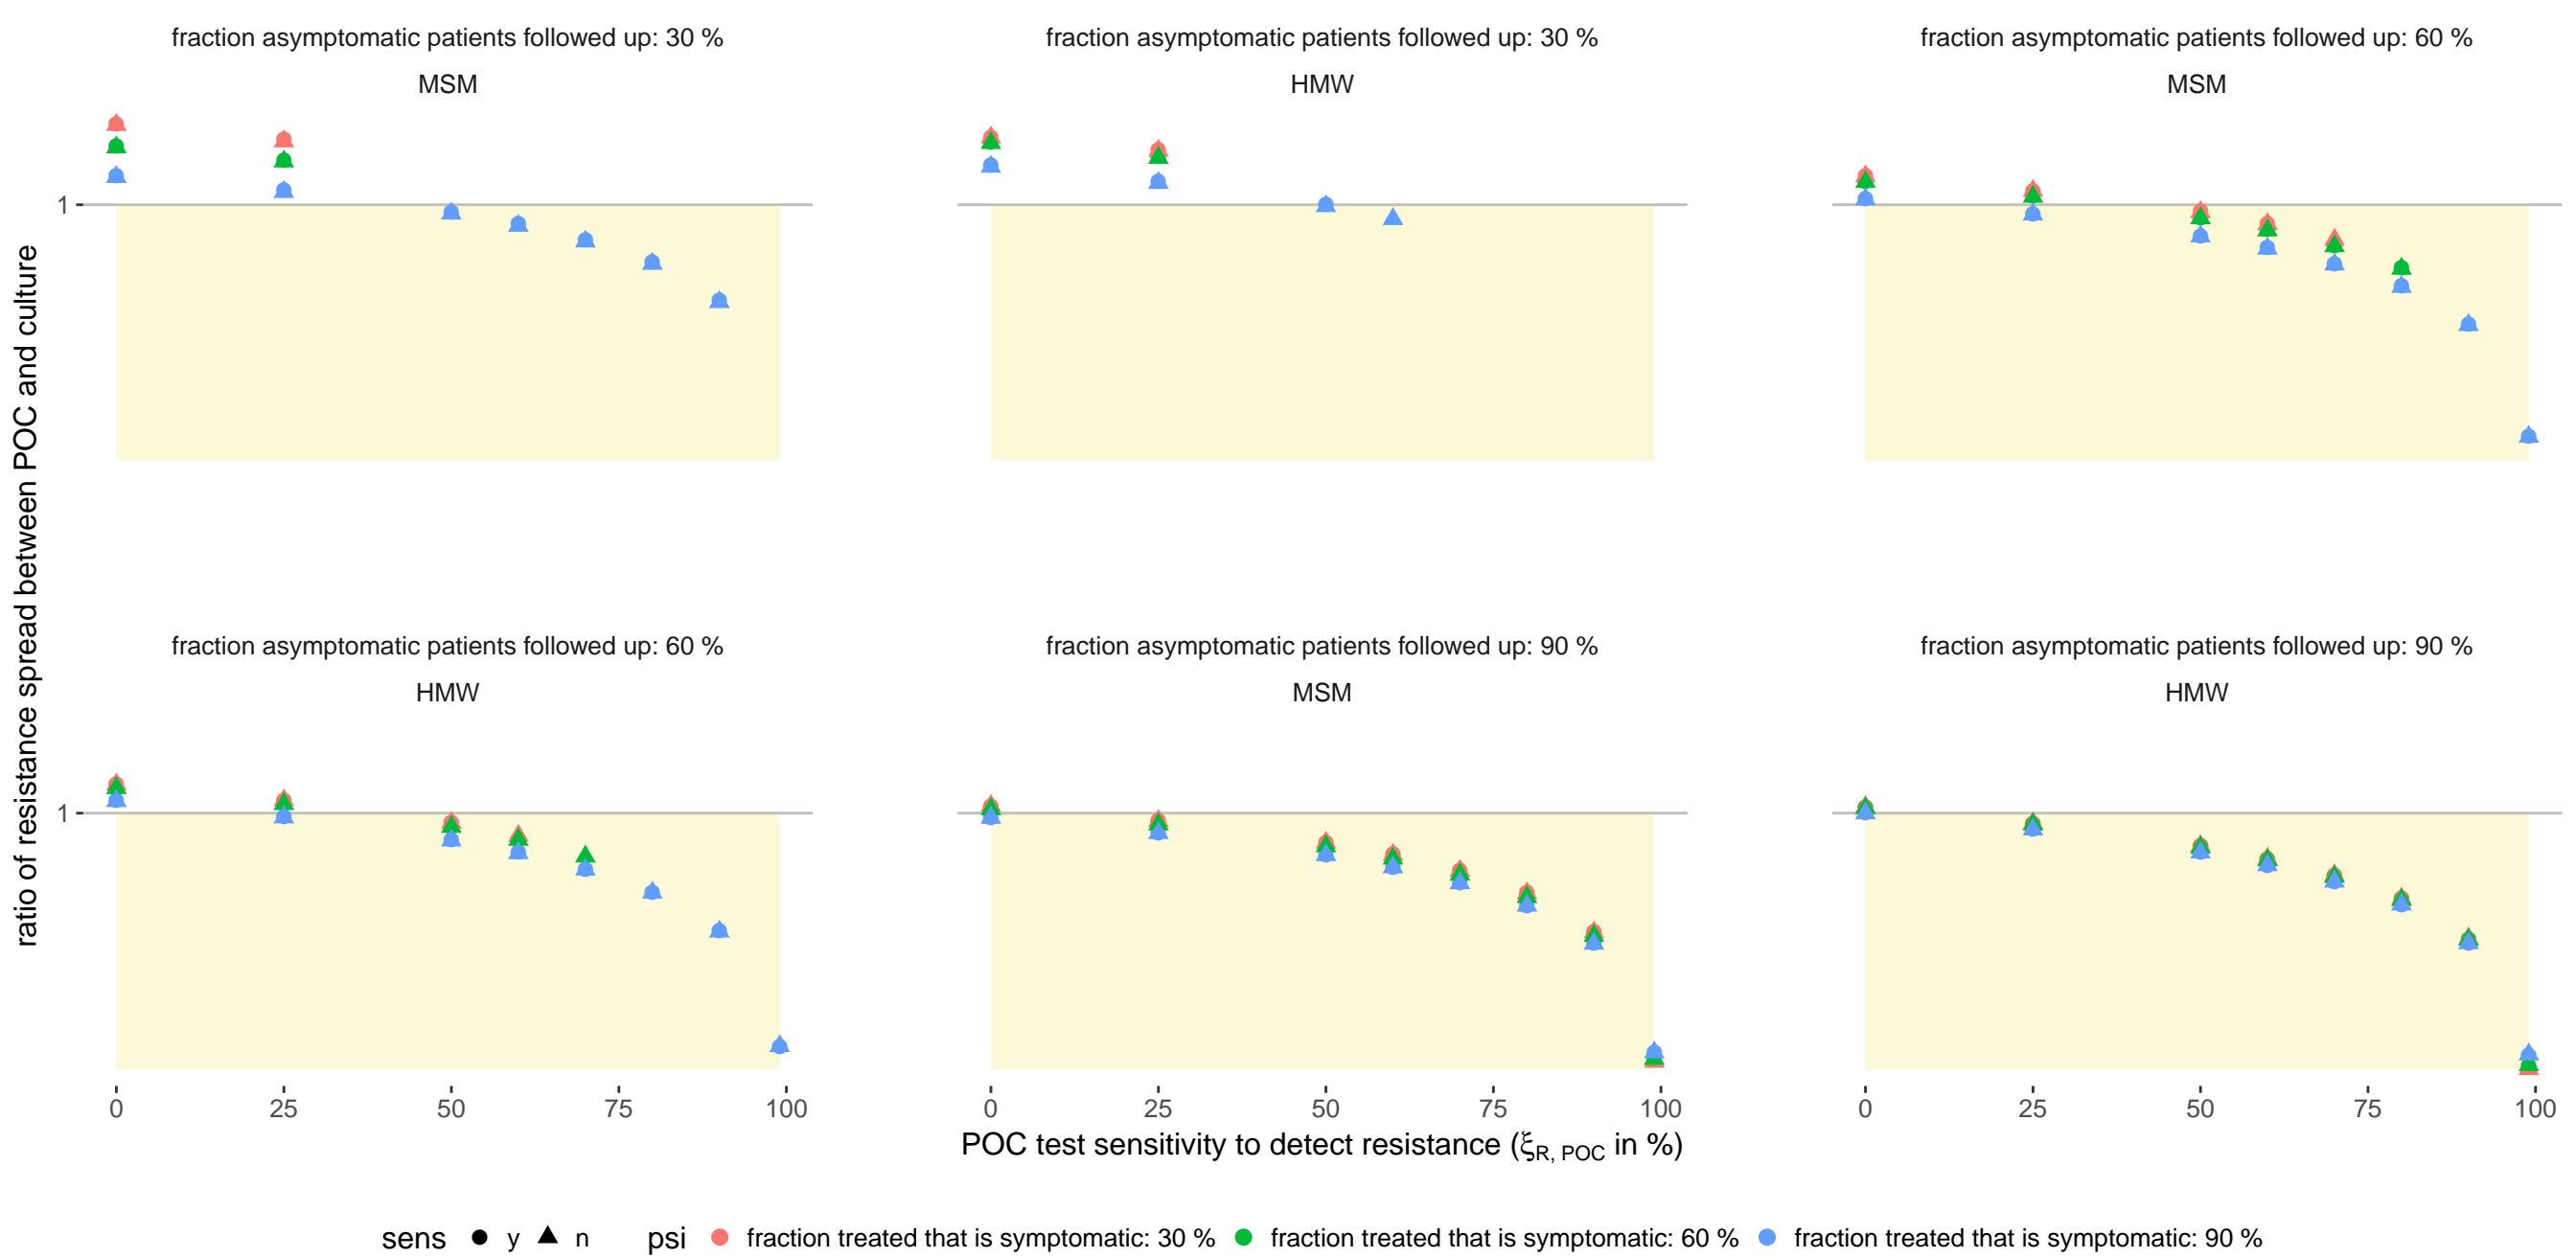 fraction asymptomatic patients followed up: 30 %
MSM
fraction asymptomatic patients followed up: 30 %
HMW
fraction asymptomatic patients followed up: 60 %
MSM
1
ratio of resistance spread between POC and culture
fraction asymptomatic patients followed up: 60 %
HMW
fraction asymptomatic patients followed up: 90 %
MSM
fraction asymptomatic patients followed up: 90 %
HMW
1
0 25 50 75 100
0 25 50 75 100
0 25 50 75 100
POC test sensitivity to detect resistance (ξR, POC in %)
sens y n psi fraction treated that is symptomatic: 30 % fraction treated that is symptomatic: 60 % fraction treated that is symptomatic: 90 %